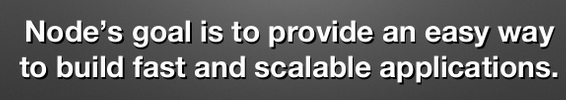 Node’s goal is to provide an easy way
to build fast and scalable applications.